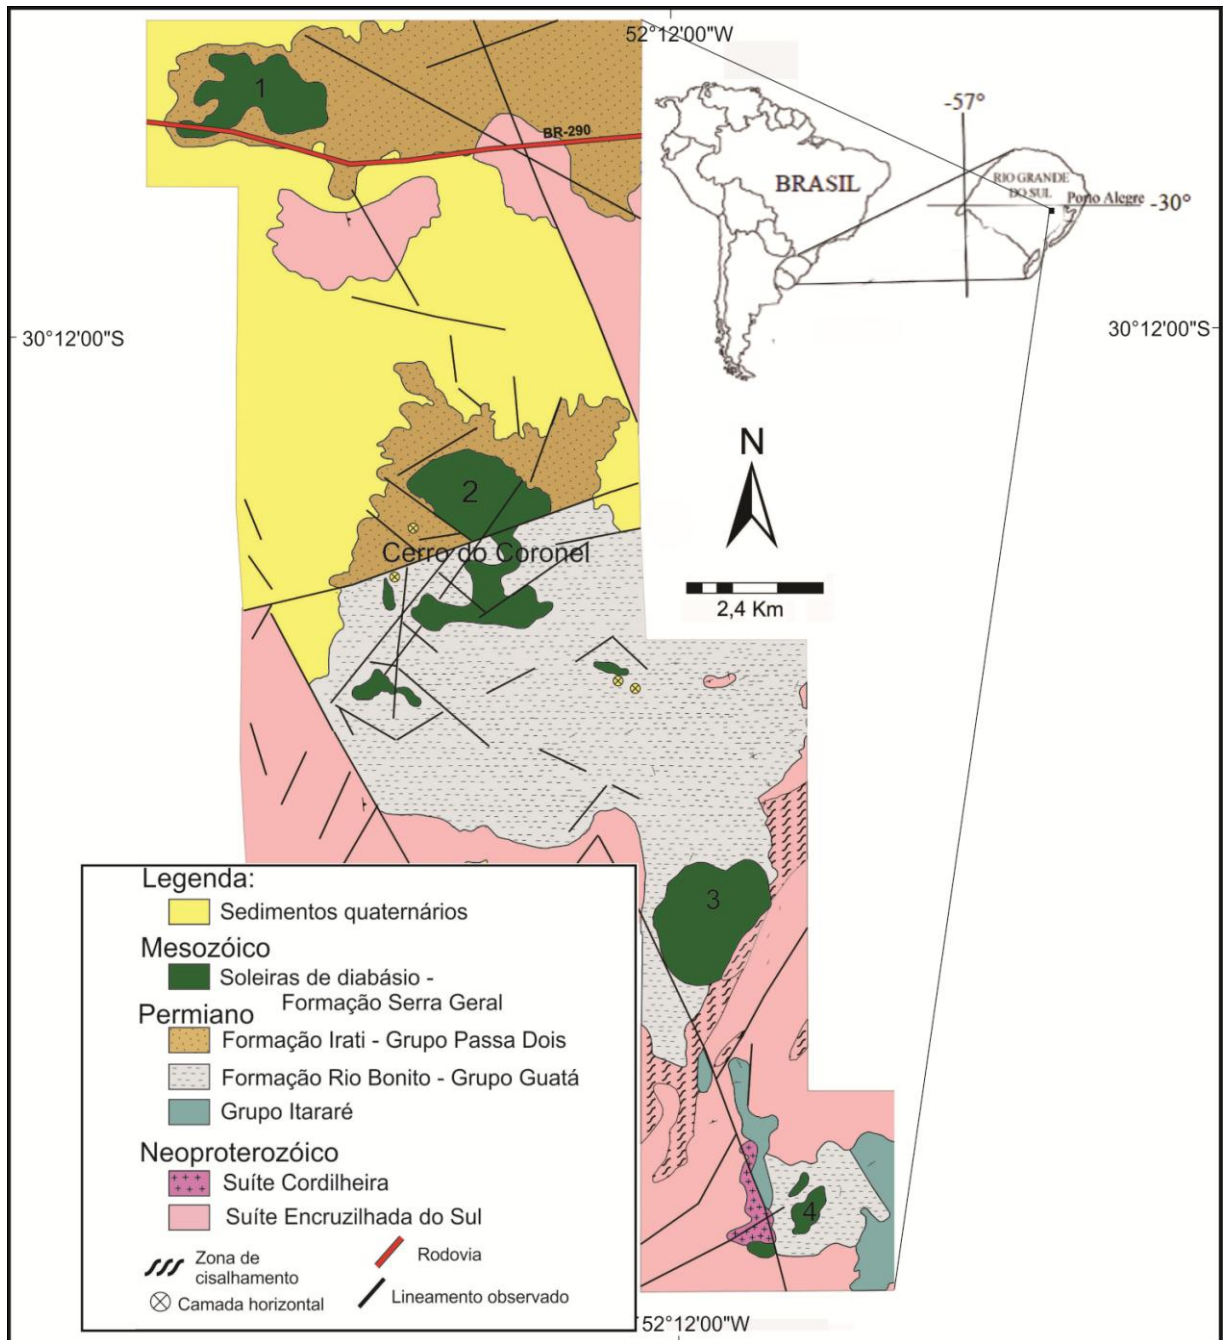 52°12'00"W
1
BR-290
-57°
BRASIL
RIO GRANDE
DO SUL
Porto Alegre
-30°
30°12'00"S
30°12'00"S
N
2
Cerro do Coronel
2,4 Km
3
4
Legenda:
Sedimentos quaternários
Mesozóico
Soleiras de diabásio -
Formação Serra Geral
Permiano
Formação Irati - Grupo Passa Dois
Formação Rio Bonito - Grupo Guatá
Grupo Itararé
Neoproterozóico
Suíte Cordilheira
Suíte Encruzilhada do Sul
Zona de
cisalhamento
Rodovia
Camada horizontal
Lineamento observado
52°12'00"W